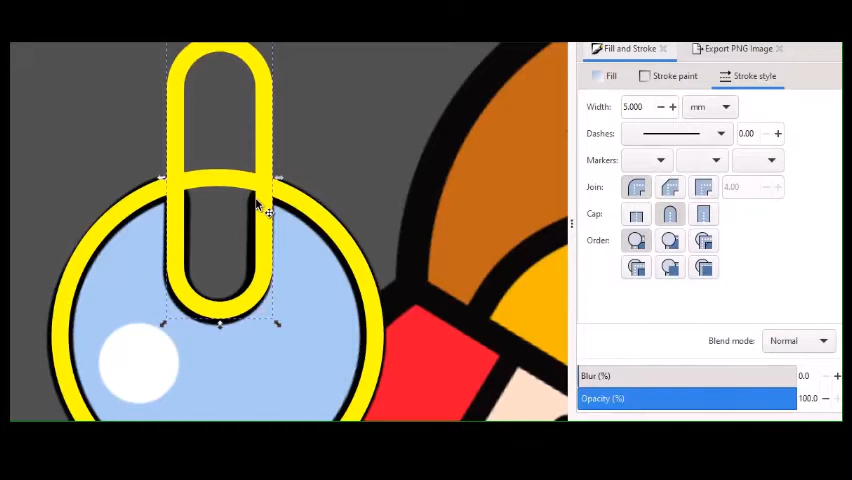 Fill and Stroke Export PNG Image
Fill Stroke paint Stroke style
Width: 5.000 mm
Dashes: 0.00
Markers:
Join: 4.00
Cap:
Order:
Blend mode: Normal
Blur (%) 0.0
Opacity (%) 100.0